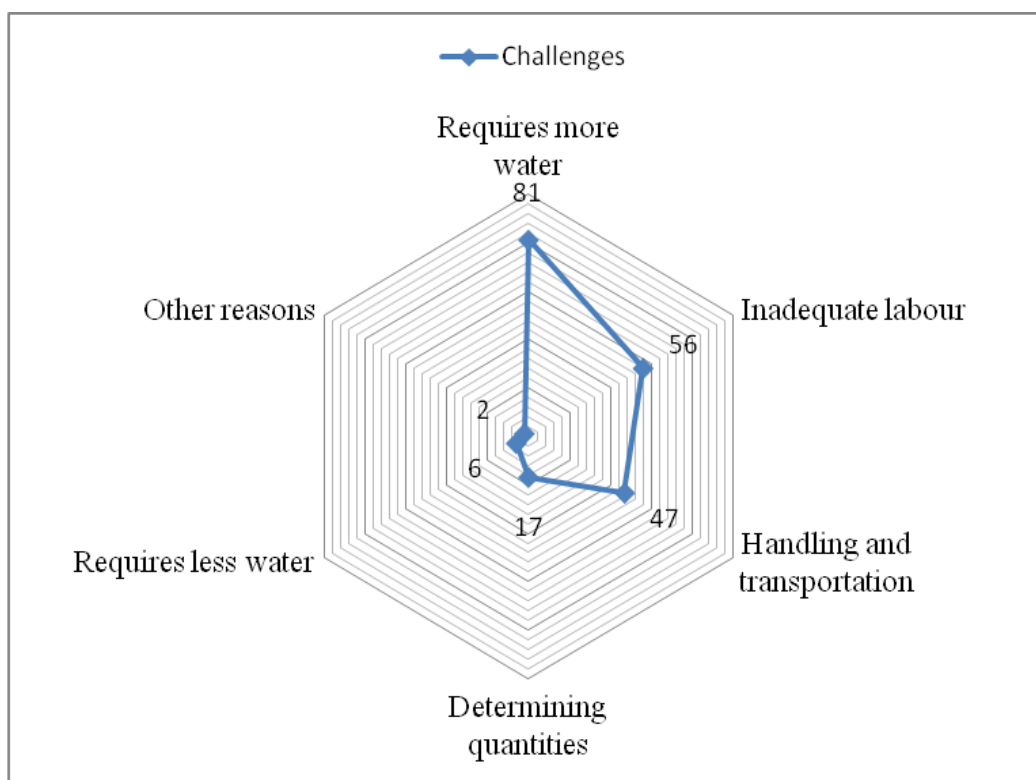 Challenges
Requires more
water
81
Other reasons
Inadequate labour
56
2
6
47
17
Requires less water
Handling and
transportation
Determining
quantities